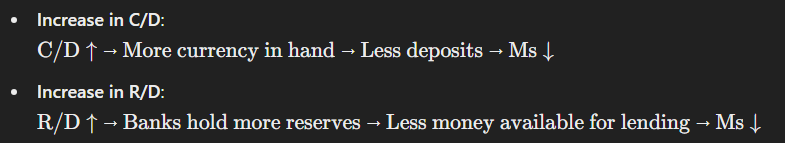 • Increase in C/D:
C/D ↑ → More currency in hand → Less deposits → Ms ↓
• Increase in R/D:
R/D ↑ → Banks hold more reserves → Less money available for lending → Ms ↓